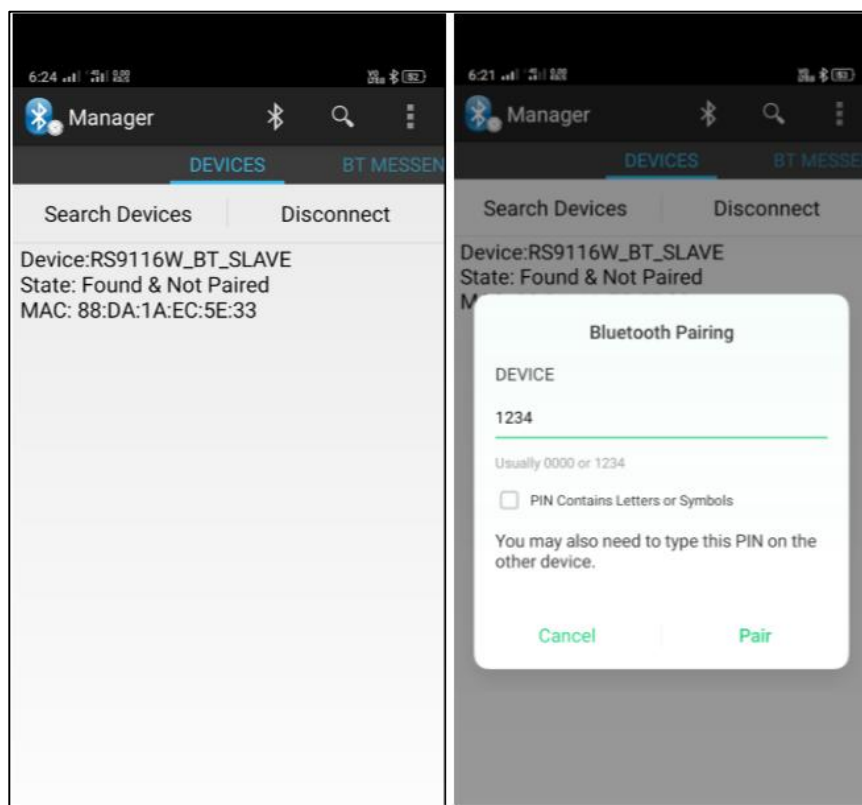 6:24
52
Manager
DEVICES
BT MESSEN
Search Devices
Disconnect
Device:RS9116W_BT_SLAVE
State: Found & Not Paired
MAC: 88:DA:1A:EC:5E:33
6:21
Manager
DEVICES
BT MESSE
Search Devices
Disconnect
Device:RS9116W_BT_SLAVE
State: Found & Not Paired
Bluetooth Pairing
DEVICE
1234
Usually 0000 or 1234
PIN Contains Letters or Symbols
You may also need to type this PIN on the
other device.
Cancel
Pair